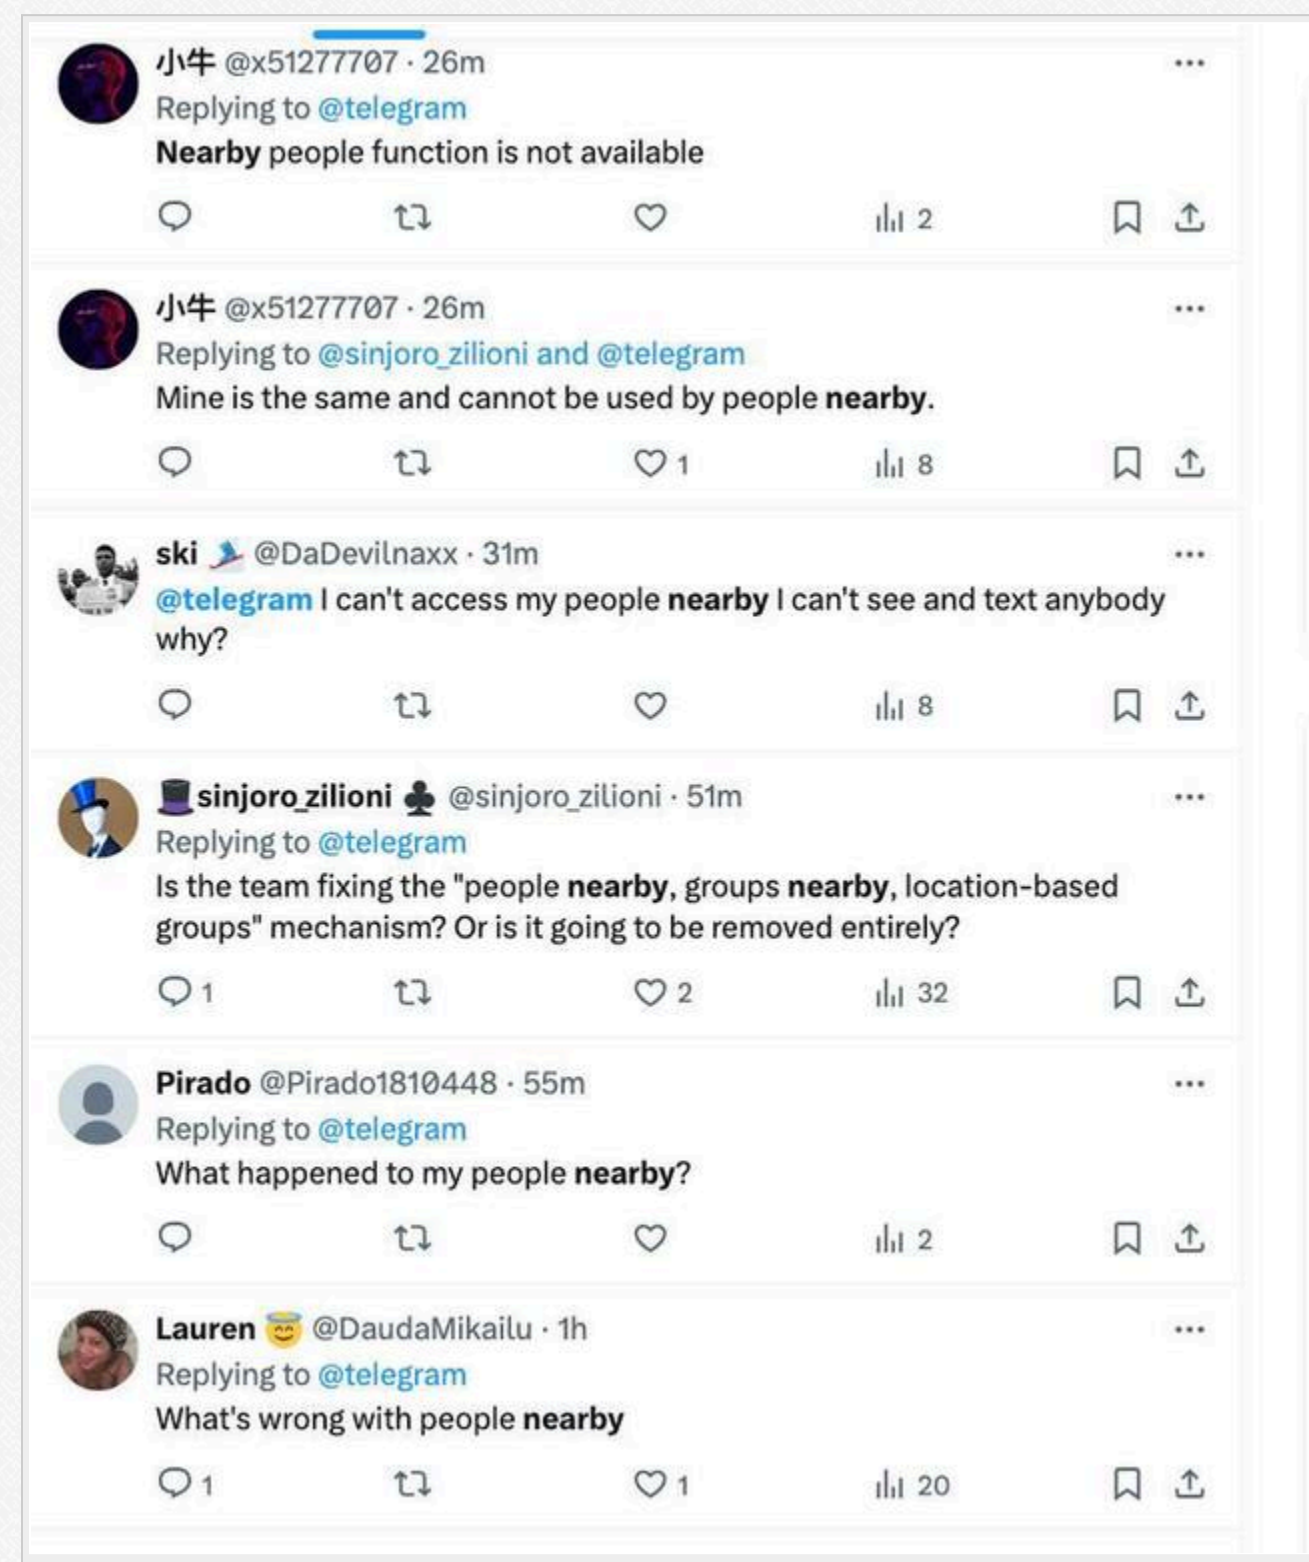 小牛 @x51277707 · 26m
Replying to @telegram
Nearby people function is not available
2
小牛 @x51277707 · 26m
Replying to @sinjoro_zilioni and @telegram
Mine is the same and cannot be used by people nearby.
1 8
ski @DaDevilnaxx · 31m
@telegram I can't access my people nearby I can't see and text anybody
why?
8
sinjoro_zilioni @sinjoro_zilioni · 51m
Replying to @telegram
Is the team fixing the "people nearby, groups nearby, location-based
groups" mechanism? Or is it going to be removed entirely?
1 2 32
Pirado @Pirado1810448 · 55m
Replying to @telegram
What happened to my people nearby?
2
Lauren @DaudaMikailu · 1h
Replying to @telegram
What's wrong with people nearby
1 1 20